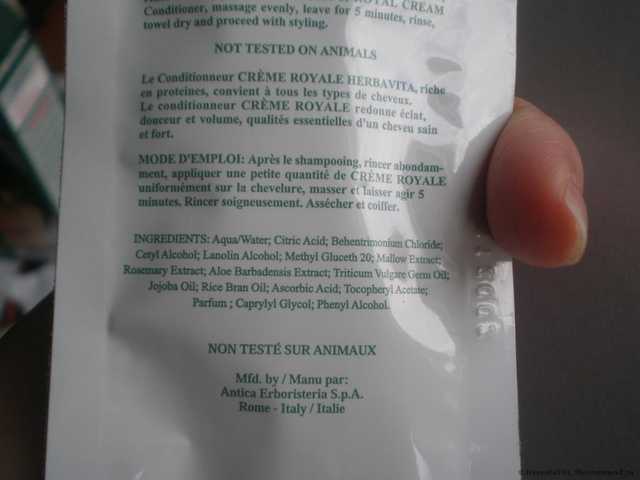 ROYAL CREAM
Conditioner, massage evenly, leave for 5 minutes, rinse,
towel dry and proceed with styling.
NOT TESTED ON ANIMALS
Le Conditionneur CRÈME ROYALE HERBAVITA, riche
en protéines, convient à tous les types de cheveux.
Le conditionneur CRÈME ROYALE redonne éclat,
douceur et volume, qualités essentielles d'un cheveu sain
et fort.
MODE D'EMPLOI: Après le shampooing, rincer abondam-
ment, appliquer une petite quantité de CRÈME ROYALE
uniformément sur la chevelure, masser et laisser agir 5
minutes. Rincer soigneusement. Assécher et coiffer.
INGREDIENTS: Aqua/Water; Citric Acid; Behentrimonium Chloride;
Cetyl Alcohol; Lanolin Alcohol; Methyl Gluceth 20; Mallow Extract;
Rosemary Extract; Aloe Barbadensis Extract; Triticum Vulgare Germ Oil;
Jojoba Oil; Rice Bran Oil; Ascorbic Acid; Tocopheryl Acetate;
Parfum ; Caprylyl Glycol; Phenyl Alcohol.
NON TESTÉ SUR ANIMAUX
Mfd. by / Manu par:
Antica Erboristeria S.p.A.
Rome - Italy / Italie